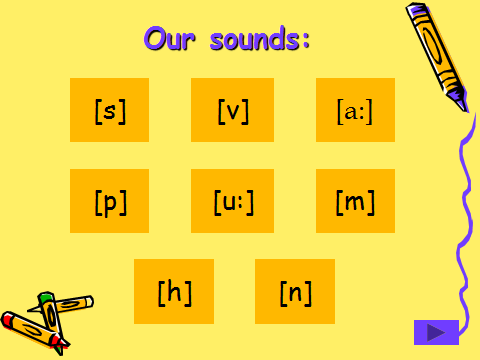 Our sounds:
[s] [v] [a:]
[p] [u:] [m]
[h] [n]